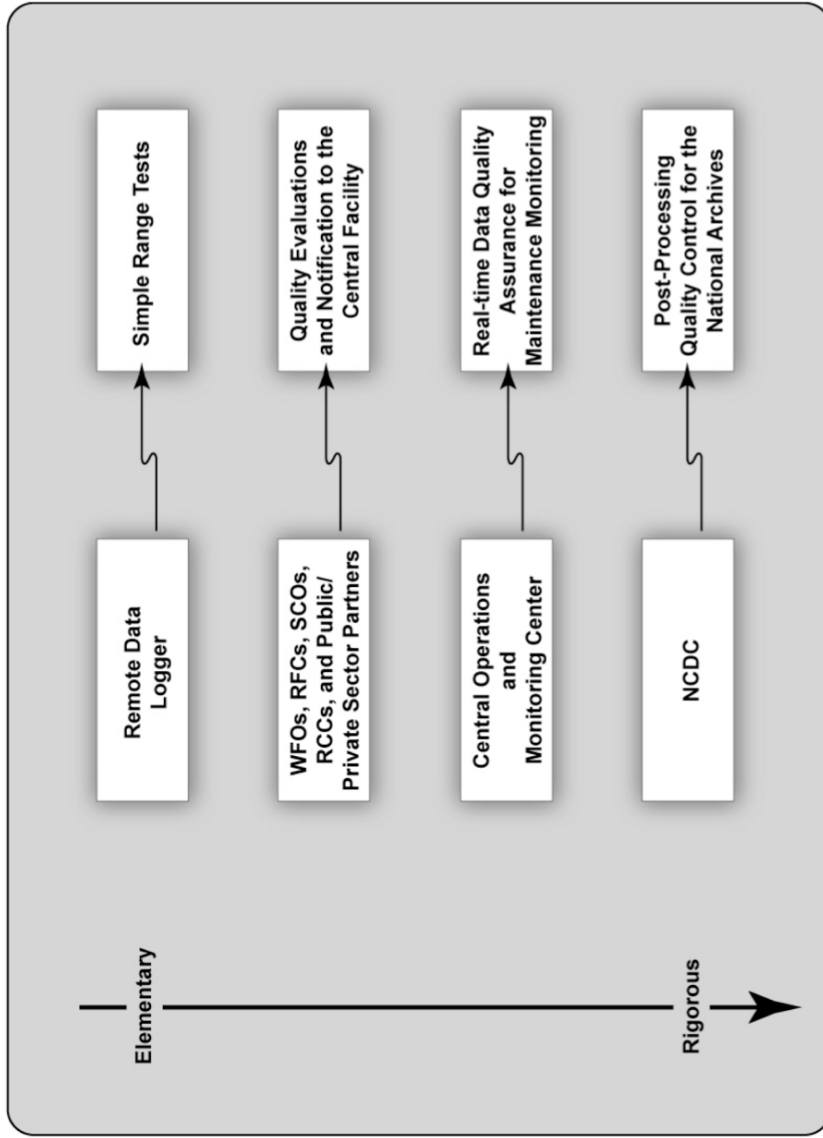 Elementary
Rigorous
Remote Data
Logger
Simple Range Tests
WFOs, RFCs, SCOs,
RCCs, and Public/
Private Sector Partners
Quality Evaluations
and Notification to the
Central Facility
Central Operations
and
Monitoring Center
Real-time Data Quality
Assurance for
Maintenance Monitoring
NCDC
Post-Processing
Quality Control for the
National Archives